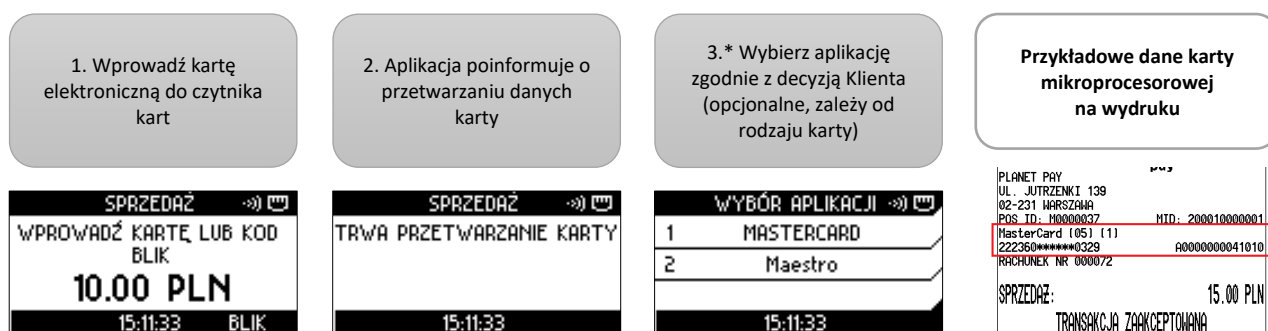 1. Wprowadź kartę
elektroniczną do czytnika
kart
2. Aplikacja poinformuje o
przetwarzaniu danych
karty
3.* Wybierz aplikację
zgodnie z decyzją Klienta
(opcjonalne, zależy od
rodzaju karty)
Przykładowe dane karty
mikroprocesorowej
na wydruku
SPRZEDAŻ
WPROWADŹ KARTĘ LUB KOD
BLIK
10.00 PLN
15:11:33 BLIK
SPRZEDAŻ
TRWA PRZETWARZANIE KARTY
15:11:33
WYBÓR APLIKACJI
1 MASTERCARD
2 Maestro
15:11:33
pay
PLANET PAY
UL. JUTRZENKI 139
02-231 WARSZAWA
POS ID: M0000037 MID: 200010000001
MasterCard (05) (1)
222360******0329 A0000000041010
RACHUNEK NR 000072
SPRZEDAŻ: 15.00 PLN
TRANSAKCJA ZAAKCEPTOWANA